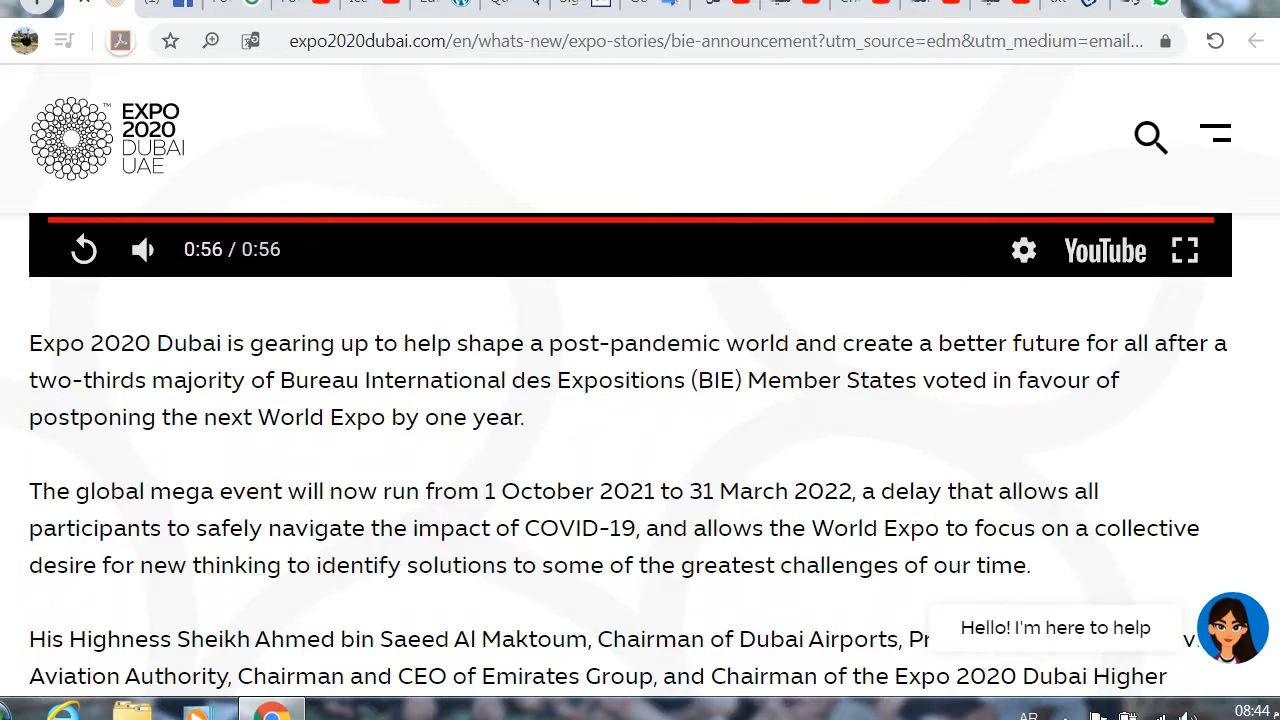 expo2020dubai.com/en/whats-new/expo-stories/bie-announcement?utm_source=edm&utm_medium=email...
EXPO
2020
DUBAI
UAE
TM
0:56 / 0:56
YouTube
Expo 2020 Dubai is gearing up to help shape a post-pandemic world and create a better future for all after a
two-thirds majority of Bureau International des Expositions (BIE) Member States voted in favour of
postponing the next World Expo by one year.
The global mega event will now run from 1 October 2021 to 31 March 2022, a delay that allows all
participants to safely navigate the impact of COVID-19, and allows the World Expo to focus on a collective
desire for new thinking to identify solutions to some of the greatest challenges of our time.
His Highness Sheikh Ahmed bin Saeed Al Maktoum, Chairman of Dubai Airports,
Hello! I'm here to help
Aviation Authority, Chairman and CEO of Emirates Group, and Chairman of the Expo 2020 Dubai Higher
AR
08:44